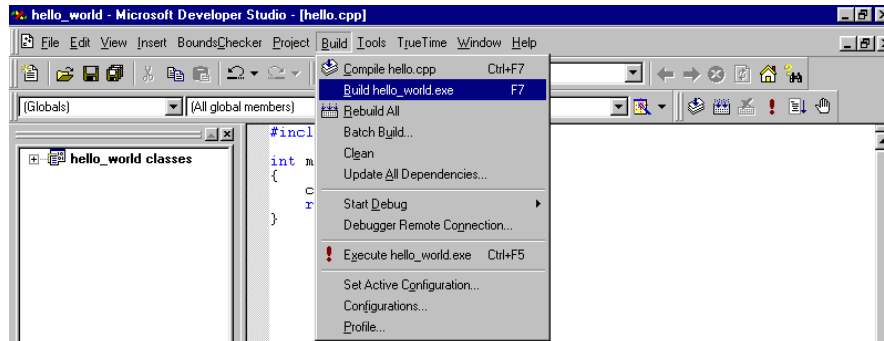 hello_world - Microsoft Developer Studio - [hello.cpp]
File Edit View Insert BoundsChecker Project Build Tools TrueTime Window Help
(Globals) (All global members)
hello_world classes
#incl
int m
{
c
r
}
Compile hello.cpp Ctrl+F7
Build hello_world.exe F7
Rebuild All
Batch Build...
Clean
Update All Dependencies...
Start Debug
Debugger Remote Connection...
Execute hello_world.exe Ctrl+F5
Set Active Configuration...
Configurations...
Profile...